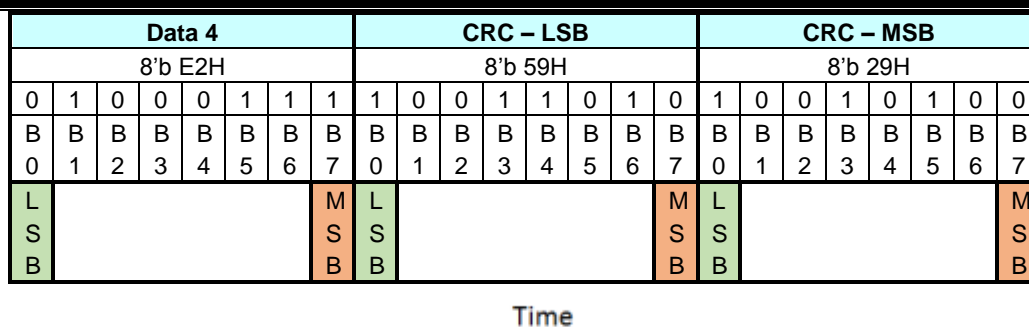 Data 4 CRC – LSB CRC – MSB
8’b E2H 8’b 59H 8’b 29H
0 1 0 0 0 1 1 1 1 0 0 1 1 0 1 0 1 0 0 1 0 1 0 0
B B B B B B B B B B B B B B B B B B B B B B B B
0 1 2 3 4 5 6 7 0 1 2 3 4 5 6 7 0 1 2 3 4 5 6 7
L M L M L M
S S S S S S
B B B B B B
Time